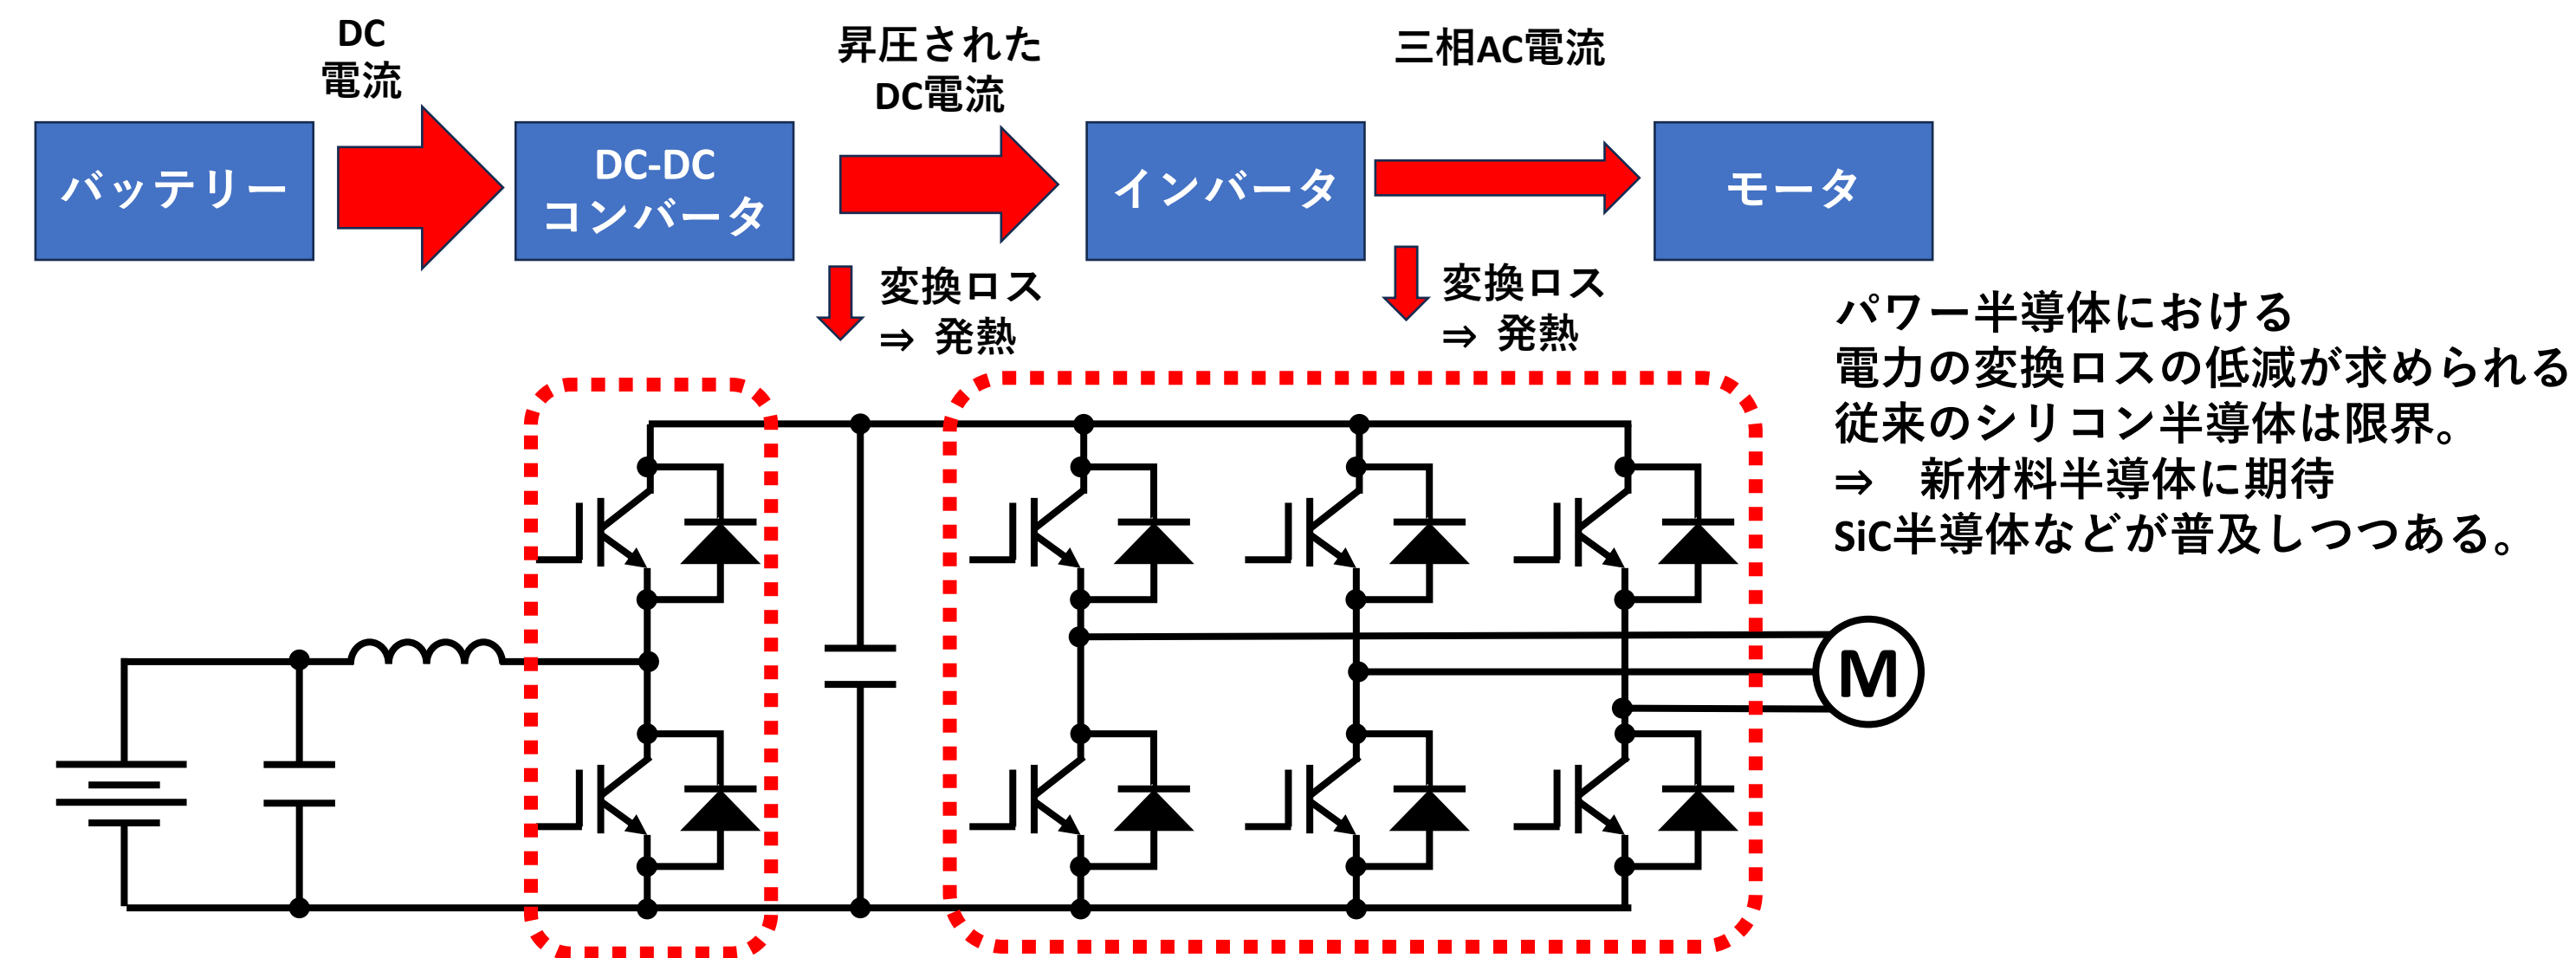 DC
電流
昇圧された
DC電流
三相AC電流
バッテリー
DC-DC
コンバータ
インバータ
モータ
変換ロス
⇒ 発熱
変換ロス
⇒ 発熱
パワー半導体における
電力の変換ロスの低減が求められる
従来のシリコン半導体は限界。
⇒　新材料半導体に期待
SiC半導体などが普及しつつある。
M